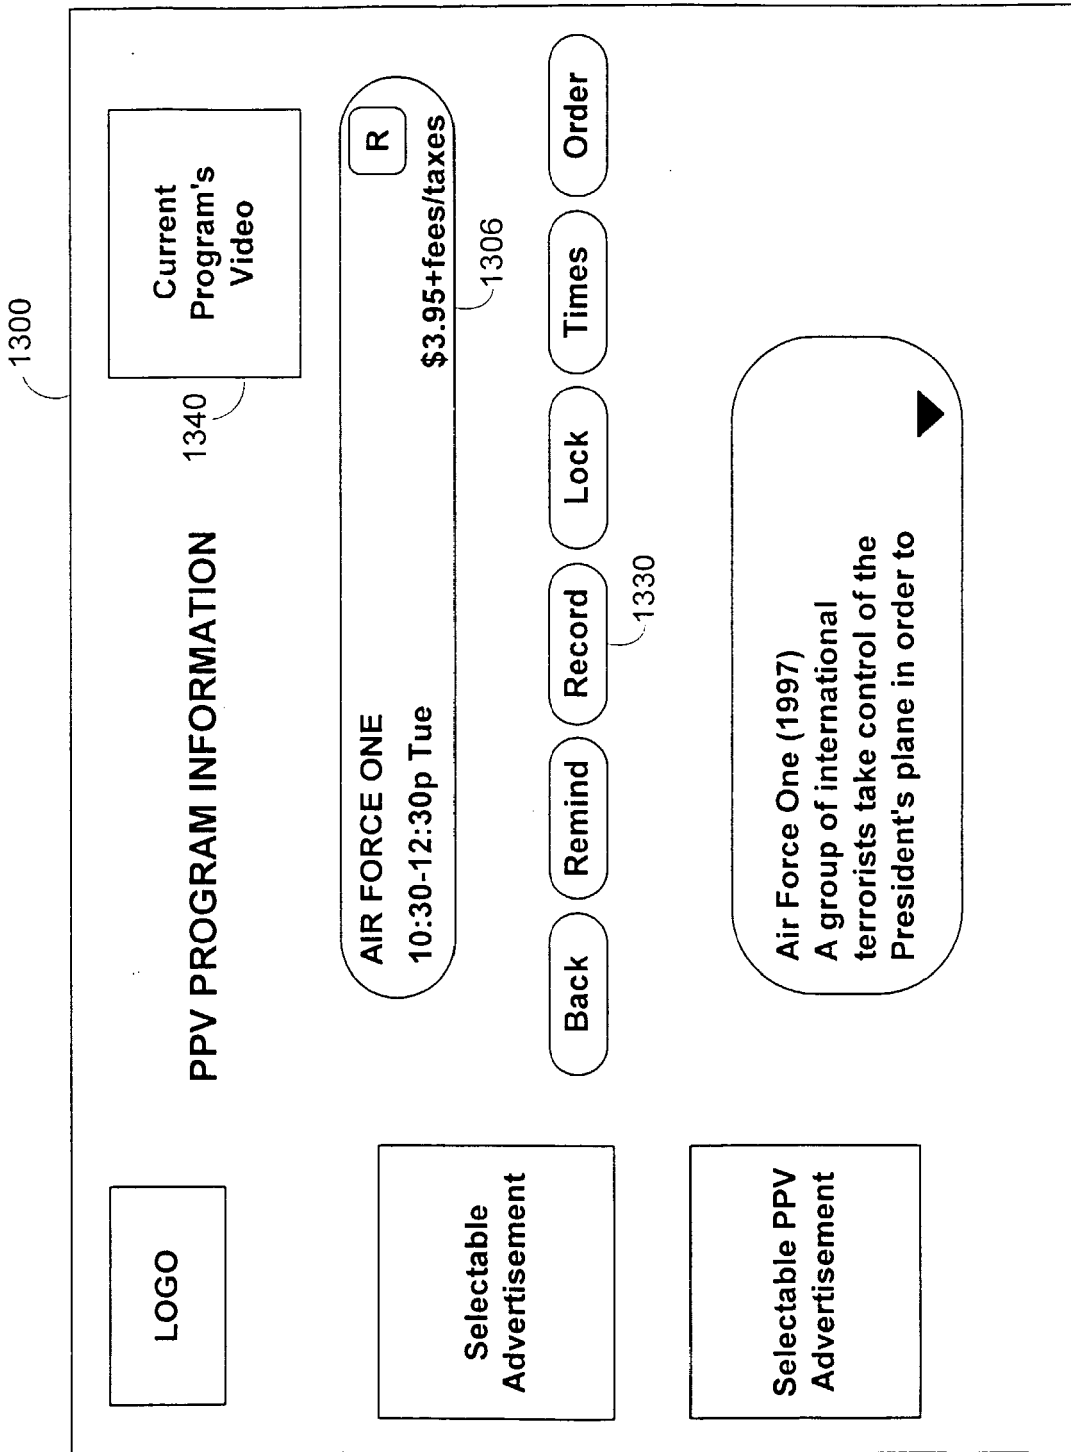 1300
LOGO
PPV PROGRAM INFORMATION
1340
Current
Program's
Video
AIR FORCE ONE
R
10:30-12:30p Tue
$3.95+fees/taxes
1306
Selectable
Advertisement
Back
Remind
Record
Lock
Times
Order
1330
Selectable PPV
Advertisement
Air Force One (1997)
A group of international
terrorists take control of the
President's plane in order to